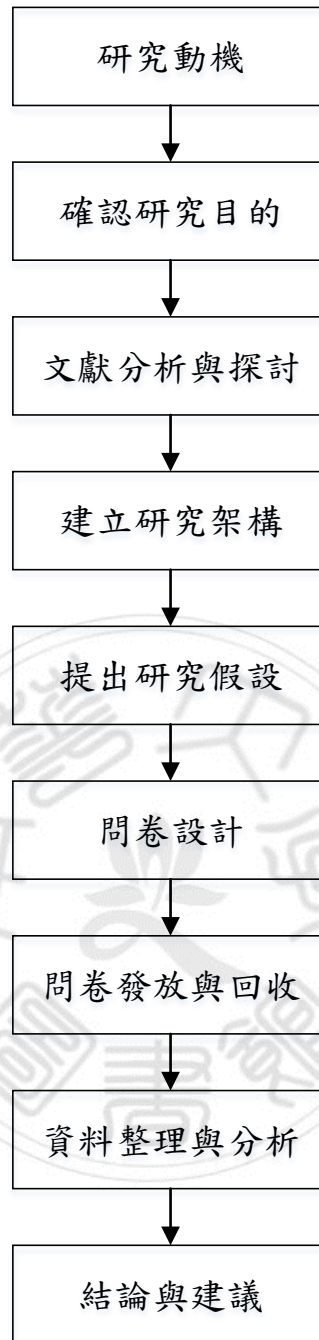 研究動機
確認研究目的
文獻分析與探討
建立研究架構
提出研究假設
問卷設計
問卷發放與回收
資料整理與分析
結論與建議